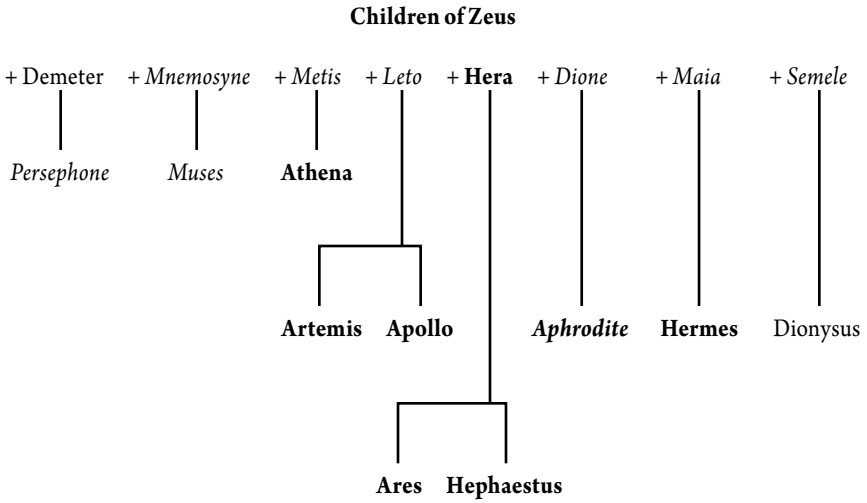 Children of Zeus
+ Demeter + Mnemosyne + Metis + Leto + Hera + Dione + Maia + Semele
Persephone Muses Athena
Artemis Apollo Aphrodite Hermes Dionysus
Ares Hephaestus